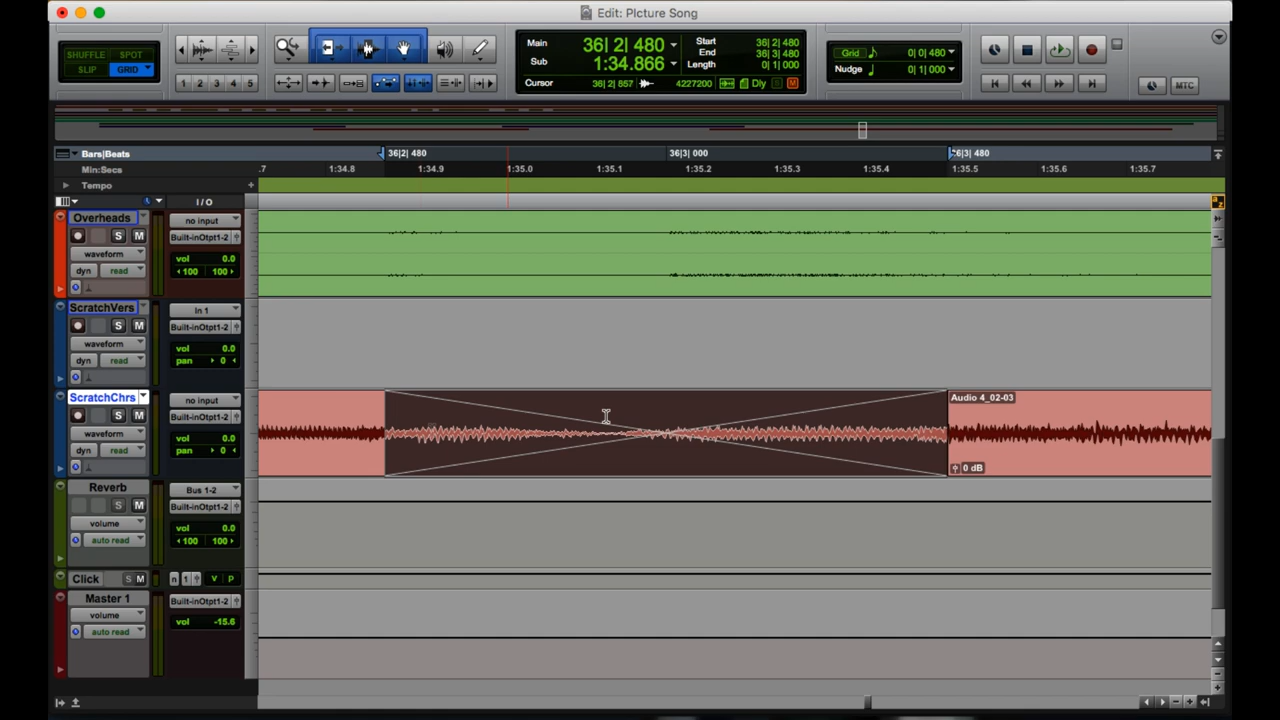 Edit: PIcture Song
SHUFFLE SPOT
SLIP GRID
1 2 3 4 5
Main 36| 2| 480
Sub 1:34.866
Cursor 36| 2| 857 4227200 Dly S M
Start 36| 2| 480
End 36| 3| 480
Length 0| 1| 000
Grid 0| 0| 480
Nudge 0| 1| 000
MTC
Bars|Beats 36|2| 480 36|3| 000 36|3| 480
Min:Secs .7 1:34.8 1:34.9 1:35.0 1:35.1 1:35.2 1:35.3 1:35.4 1:35.5 1:35.6 1:35.7
Tempo +
I/O
a z
Overheads no input
S M Built-inOtpt1-2
waveform vol 0.0
dyn read 100 100
ScratchVers In 1
S M Built-inOtpt1-2
waveform vol 0.0
dyn read pan 0
ScratchChrs no input Audio 4_02-03
S M Built-inOtpt1-2
waveform vol 0.0
dyn read pan 0 0 dB
Reverb Bus 1-2
S M Built-inOtpt1-2
volume vol 0.0
auto read 100 100
Click S M n 1 V P
Master 1 Built-inOtpt1-2
volume vol -15.6
auto read